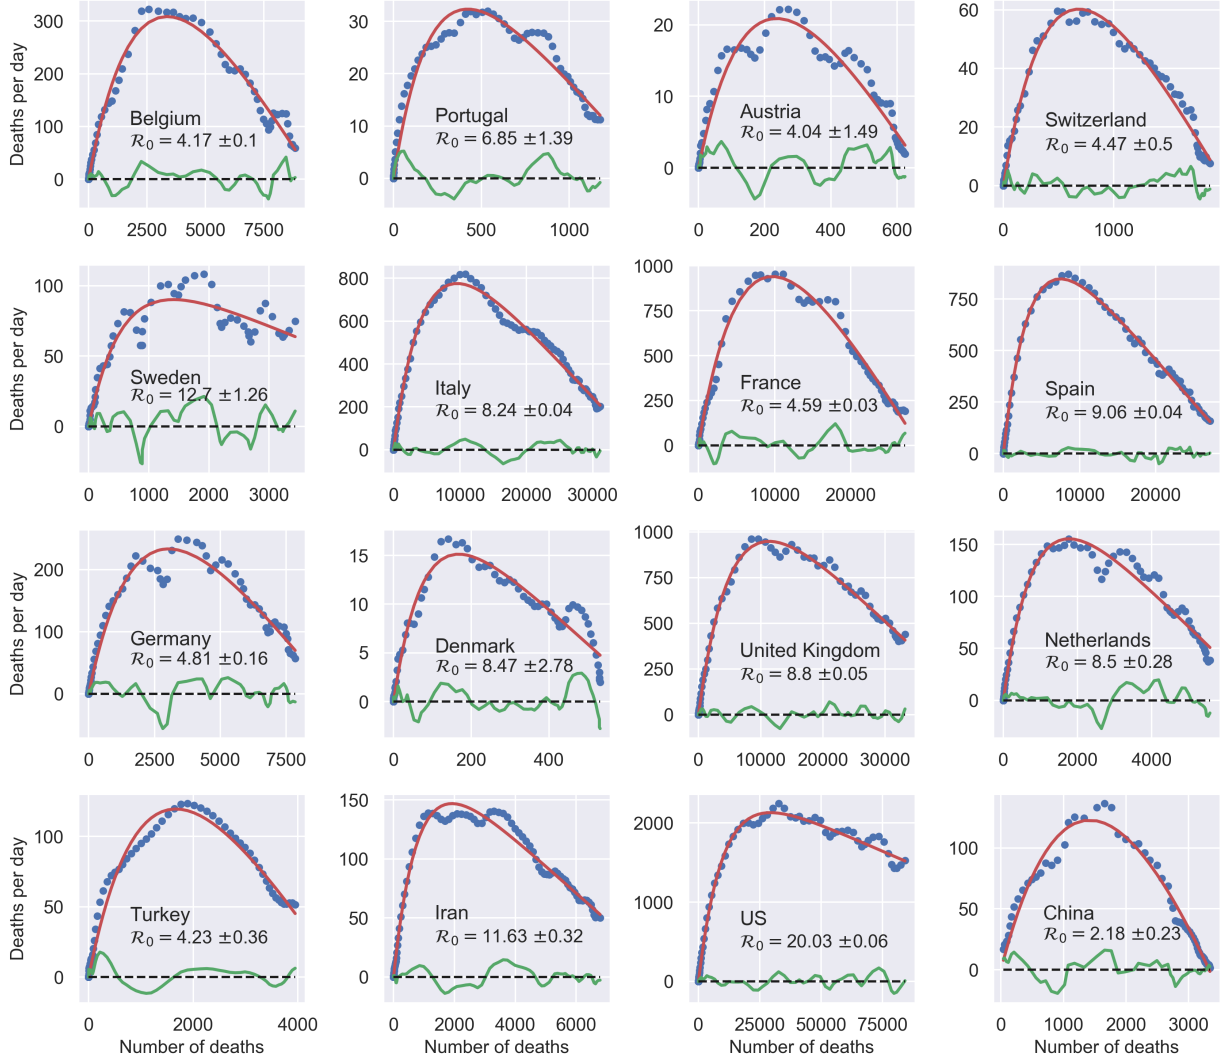 Deaths per day
300
200
100
0
Belgium
R₀ = 4.17 ±0.1
0 2500 5000 7500
30
20
10
0
Portugal
R₀ = 6.85 ±1.39
0 500 1000
20
10
0
Austria
R₀ = 4.04 ±1.49
0 200 400 600
60
40
20
0
Switzerland
R₀ = 4.47 ±0.5
0 1000
Deaths per day
100
50
0
Sweden
R₀ = 12.7 ±1.26
0 1000 2000 3000
800
600
400
200
0
Italy
R₀ = 8.24 ±0.04
0 10000 20000 30000
1000
750
500
250
0
France
R₀ = 4.59 ±0.03
0 10000 20000
750
500
250
0
Spain
R₀ = 9.06 ±0.04
0 10000 20000
Deaths per day
200
100
0
Germany
R₀ = 4.81 ±0.16
0 2500 5000 7500
15
10
5
0
Denmark
R₀ = 8.47 ±2.78
0 200 400
1000
750
500
250
0
United Kingdom
R₀ = 8.8 ±0.05
0 10000 20000 30000
150
100
50
0
Netherlands
R₀ = 8.5 ±0.28
0 2000 4000
Deaths per day
100
50
0
Turkey
R₀ = 4.23 ±0.36
0 2000 4000
Number of deaths
150
100
50
0
Iran
R₀ = 11.63 ±0.32
0 2000 4000 6000
Number of deaths
2000
1000
0
US
R₀ = 20.03 ±0.06
0 25000 50000 75000
Number of deaths
100
50
0
China
R₀ = 2.18 ±0.23
0 1000 2000 3000
Number of deaths